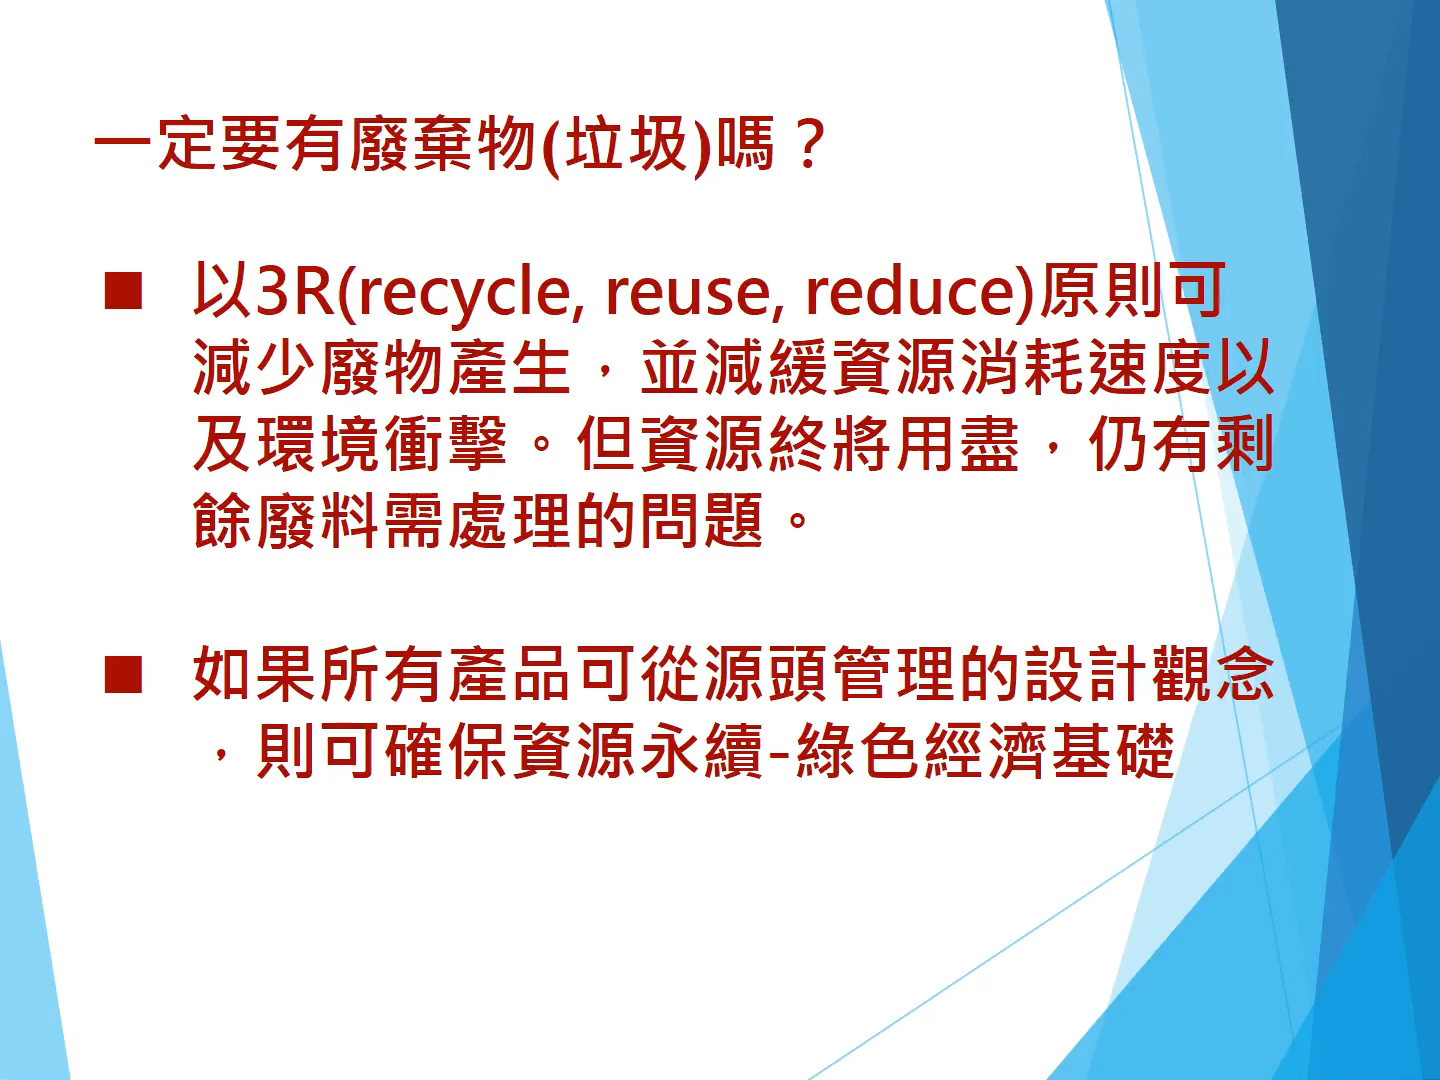 一定要有廢棄物(垃圾)嗎？
■ 以3R(recycle, reuse, reduce)原則可
減少廢物產生，並減緩資源消耗速度以
及環境衝擊。但資源終將用盡，仍有剩
餘廢料需處理的問題。
■ 如果所有產品可從源頭管理的設計觀念
，則可確保資源永續-綠色經濟基礎